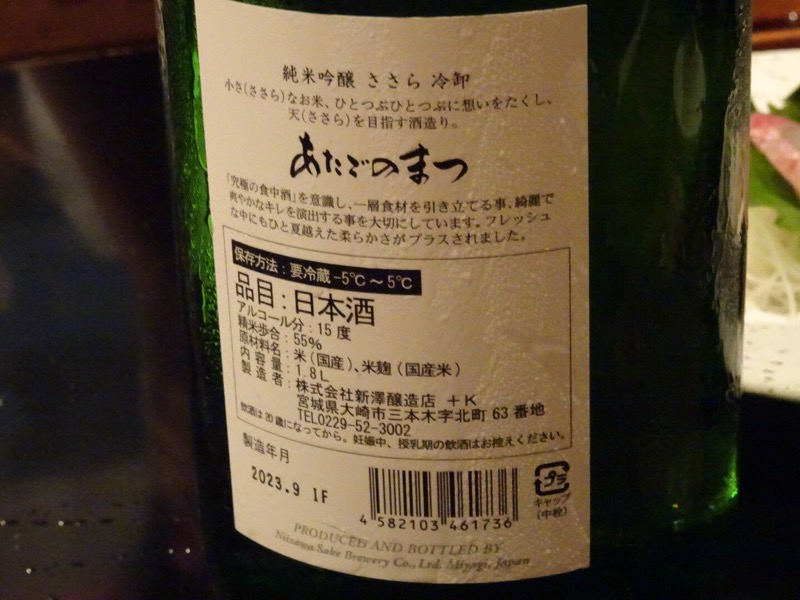 純米吟醸 ささら 冷卸
小さ(ささら)なお米、ひとつぶひとつぶに想いをたくし、
天(ささら)を目指す酒造り。
あたごのまつ
「究極の食中酒」を意識し、一層食材を引き立てる事、綺麗で
爽やかなキレを演出する事を大切にしています。フレッシュ
な中にもひと夏越えた柔らかさがプラスされました。
保存方法:要冷蔵 -5℃～5℃
品目:日本酒
アルコール分:15度
精米歩合:55%
原材料名:米(国産)、米麹(国産米)
内容量:1.8L
製造者:株式会社新澤醸造店 +K
宮城県大崎市三本木字北町63番地
TEL0229-52-3002
飲酒は20歳になってから。妊娠中、授乳期の飲酒はお控えください。
製造年月
2023.9 IF
4 582103 461736
プラ
キャップ
(中栓)
PRODUCED AND BOTTLED BY
Niizawa Sake Brewery Co., Ltd. Miyagi, Japan